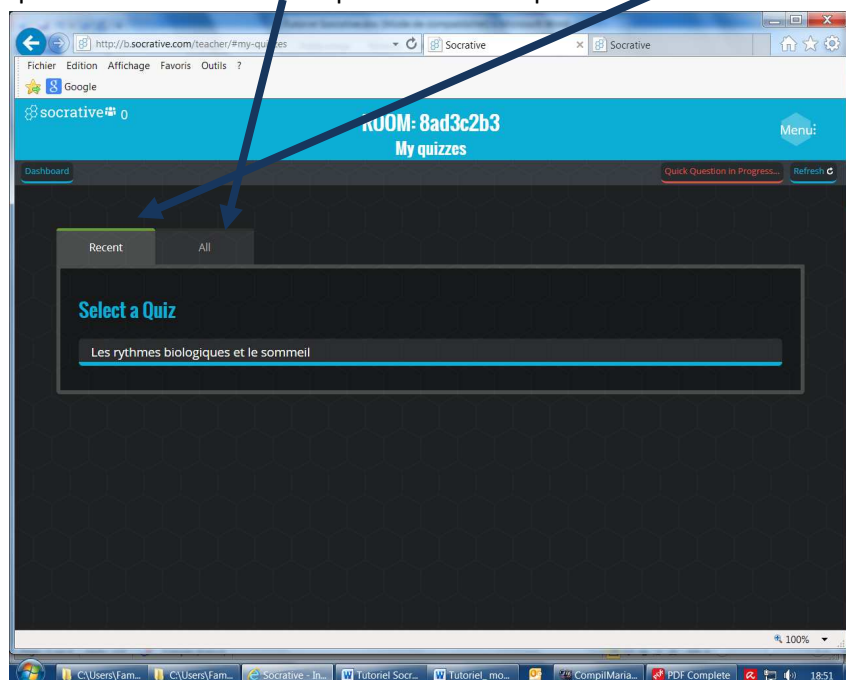 http://b.socrative.com/teacher/#my-quizzes
Socrative
Socrative
Fichier Edition Affichage Favoris Outils ?
Google
socrative 0
ROOM: 8ad3c2b3
Menu
My quizzes
Dashboard
Quick Question in Progress...
Refresh
Recent
All
Select a Quiz
Les rythmes biologiques et le sommeil
100%
C:\Users\Fam...
C:\Users\Fam...
Socrative - In...
Tutoriel Socr...
Tutoriel_ mo...
CompilMaria...
PDF Complete
18:51